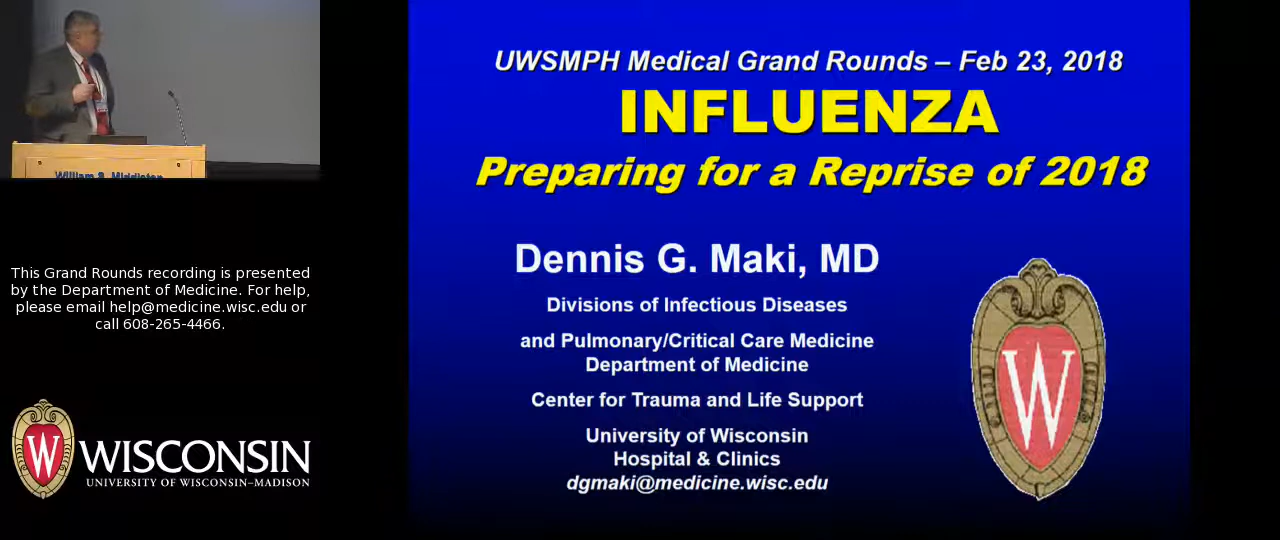 William S. Middleton
This Grand Rounds recording is presented
by the Department of Medicine. For help,
please email help@medicine.wisc.edu or
call 608-265-4466.
W WISCONSIN
UNIVERSITY OF WISCONSIN–MADISON
UWSMPH Medical Grand Rounds – Feb 23, 2018
INFLUENZA
Preparing for a Reprise of 2018
Dennis G. Maki, MD
Divisions of Infectious Diseases
and Pulmonary/Critical Care Medicine
Department of Medicine
Center for Trauma and Life Support
University of Wisconsin
Hospital & Clinics
dgmaki@medicine.wisc.edu
W